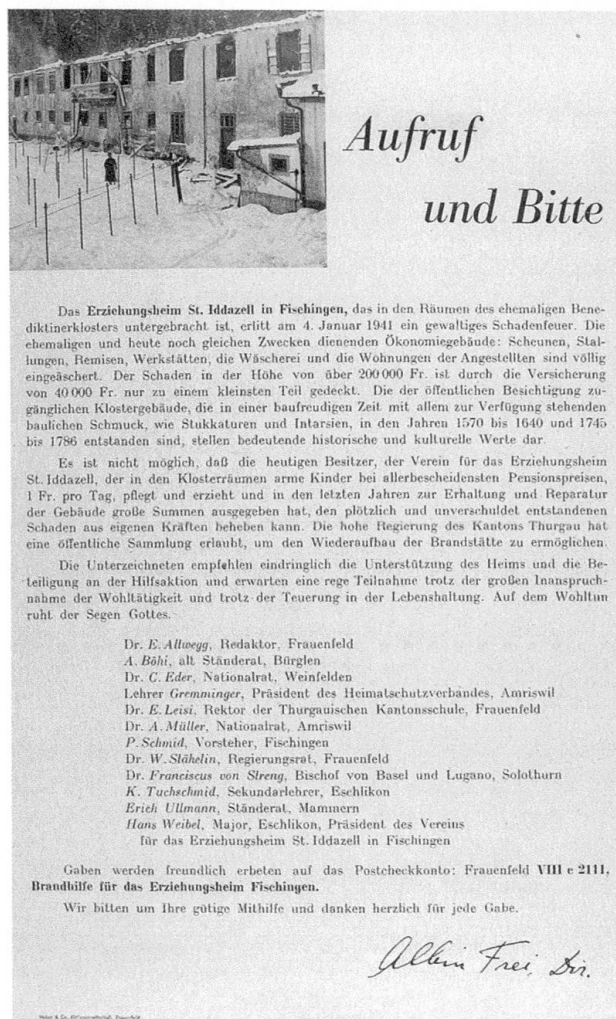 Aufruf
und Bitte
Das Erziehungsheim St. Iddazell in Fischingen, das in den Räumen des ehemaligen Bene-
diktinerklosters untergebracht ist, erlitt am 4. Januar 1941 ein gewaltiges Schadenfeuer. Die
ehemaligen und heute noch gleichen Zwecken dienenden Ökonomiegebäude: Scheunen, Stal-
lungen, Remisen, Werkstätten, die Wäscherei und die Wohnungen der Angestellten sind völlig
eingeäschert. Der Schaden in der Höhe von über 200 000 Fr. ist durch die Versicherung
von 40 000 Fr. nur zu einem kleinsten Teil gedeckt. Die der öffentlichen Besichtigung zu-
gänglichen Klostergebäude, die in einer baufreudigen Zeit mit allem zur Verfügung stehenden
baulichen Schmuck, wie Stukkaturen und Intarsien, in den Jahren 1570 bis 1640 und 1745
bis 1786 entstanden sind, stellen bedeutende historische und kulturelle Werte dar.
Es ist nicht möglich, daß die heutigen Besitzer, der Verein für das Erziehungsheim
St. Iddazell, der in den Klosterräumen arme Kinder bei allerbescheidensten Pensionspreisen,
1 Fr. pro Tag, pflegt und erzieht und in den letzten Jahren zur Erhaltung und Reparatur
der Gebäude große Summen ausgegeben hat, den plötzlich und unverschuldet entstandenen
Schaden aus eigenen Kräften beheben kann. Die hohe Regierung des Kantons Thurgau hat
eine öffentliche Sammlung erlaubt, um den Wiederaufbau der Brandstätte zu ermöglichen.
Die Unterzeichneten empfehlen eindringlich die Unterstützung des Heims und die Be-
teiligung an der Hilfsaktion und erwarten eine rege Teilnahme trotz der großen Inanspruch-
nahme der Wohltätigkeit und trotz der Teuerung in der Lebenshaltung. Auf dem Wohltun
ruht der Segen Gottes.
Dr. E. Allwegg, Redaktor, Frauenfeld
A. Böhi, alt Ständerat, Bürglen
Dr. C. Eder, Nationalrat, Weinfelden
Lehrer Gremminger, Präsident des Heimatschutzverbandes, Amriswil
Dr. E. Leisi, Rektor der Thurgauischen Kantonsschule, Frauenfeld
Dr. A. Müller, Nationalrat, Amriswil
P. Schmid, Vorsteher, Fischingen
Dr. W. Stähelin, Regierungsrat, Frauenfeld
Dr. Franciscus von Streng, Bischof von Basel und Lugano, Solothurn
K. Tuchschmid, Sekundarlehrer, Eschlikon
Erich Ullmann, Ständerat, Mammern
Hans Weibel, Major, Eschlikon, Präsident des Vereins
für das Erziehungsheim St. Iddazell in Fischingen
Gaben werden freundlich erbeten auf das Postcheckkonto: Frauenfeld VIII c 2111,
Brandhilfe für das Erziehungsheim Fischingen.
Wir bitten um Ihre gütige Mithilfe und danken herzlich für jede Gabe.
Albin Frei, Dir.